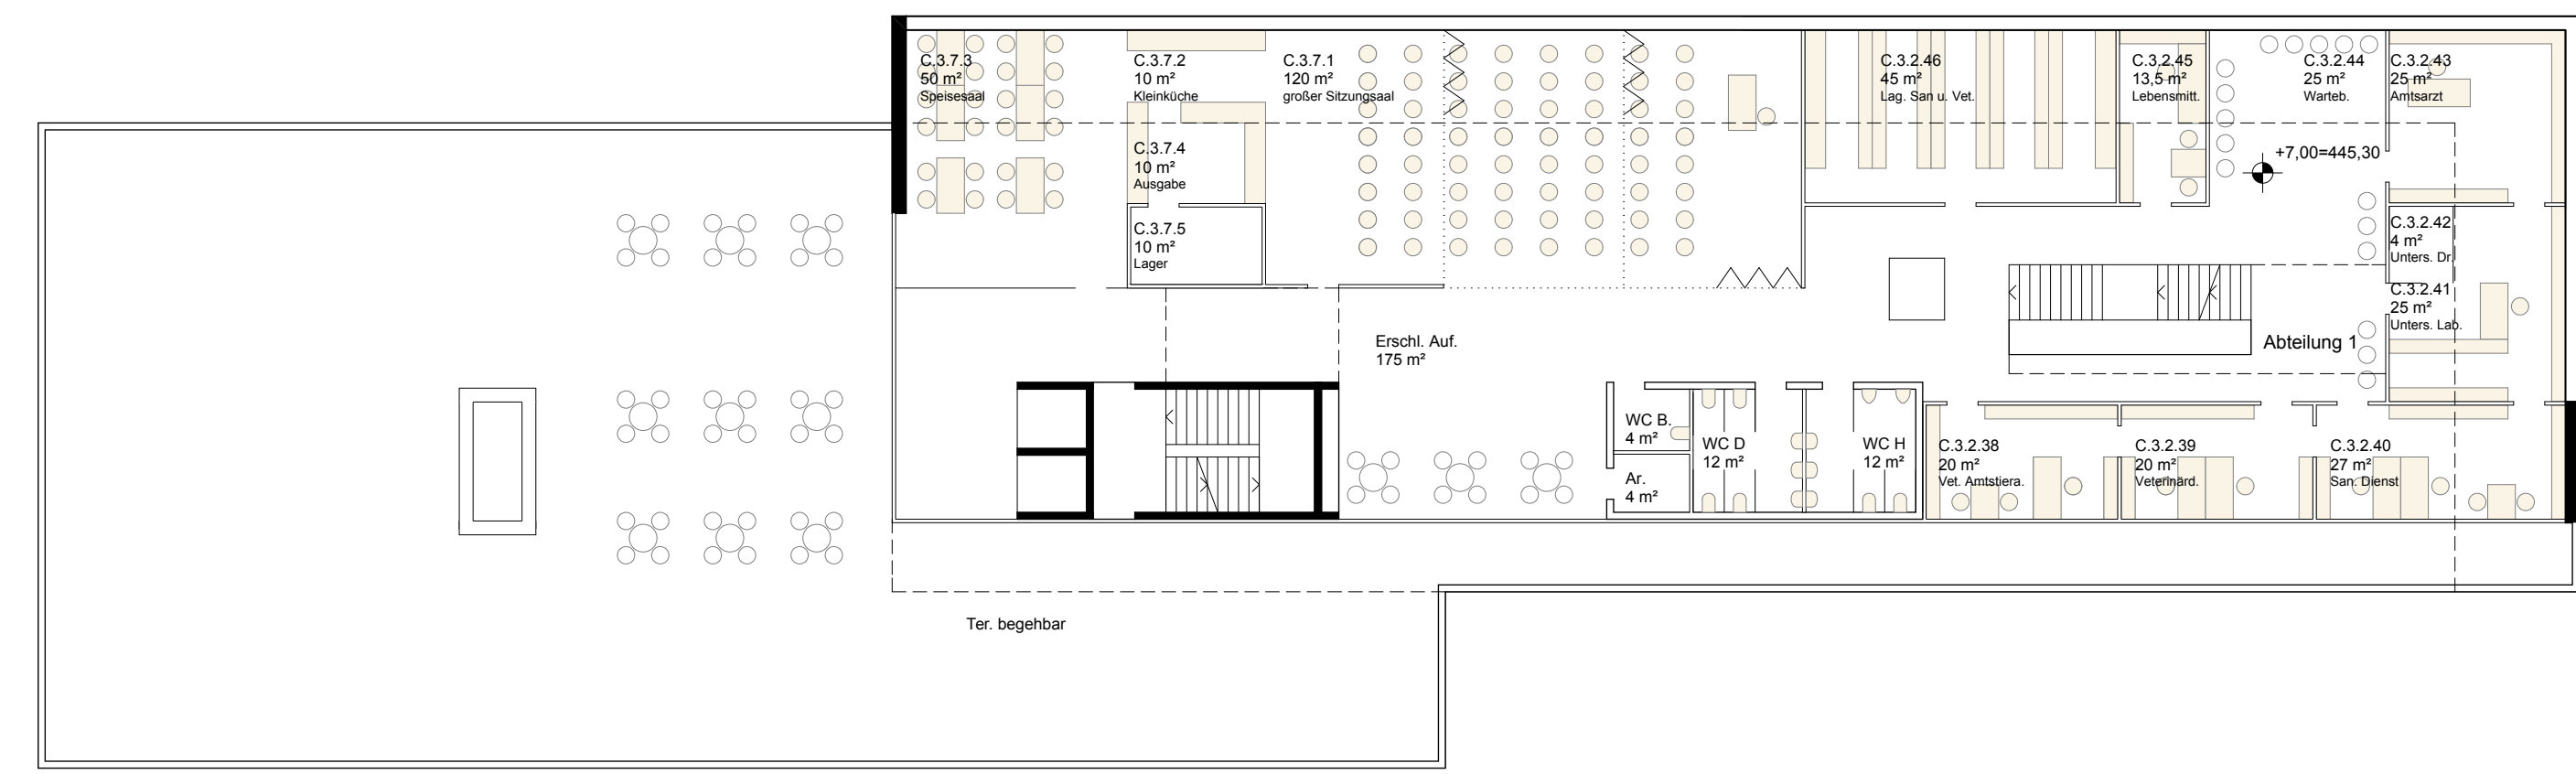 C.3.7.3
50 m²
Speisesaal
C.3.7.2
10 m²
Kleinküche
C.3.7.1
120 m²
großer Sitzungsaal
C.3.2.46
45 m²
Lag. San u. Vet.
C.3.2.45
13,5 m²
Lebensmitt.
C.3.2.44
25 m²
Warteb.
C.3.2.43
25 m²
Amtsarzt
C.3.7.4
10 m²
Ausgabe
+7,00=445,30
C.3.7.5
10 m²
Lager
C.3.2.42
4 m²
Unters. Dr.
C.3.2.41
25 m²
Unters. Lab.
Erschl. Auf.
175 m²
Abteilung 1
WC B.
4 m²
WC D
12 m²
WC H
12 m²
Ar.
4 m²
C.3.2.38
20 m²
Vet. Amtstiera.
C.3.2.39
20 m²
Veterinärd.
C.3.2.40
27 m²
San. Dienst
Ter. begehbar